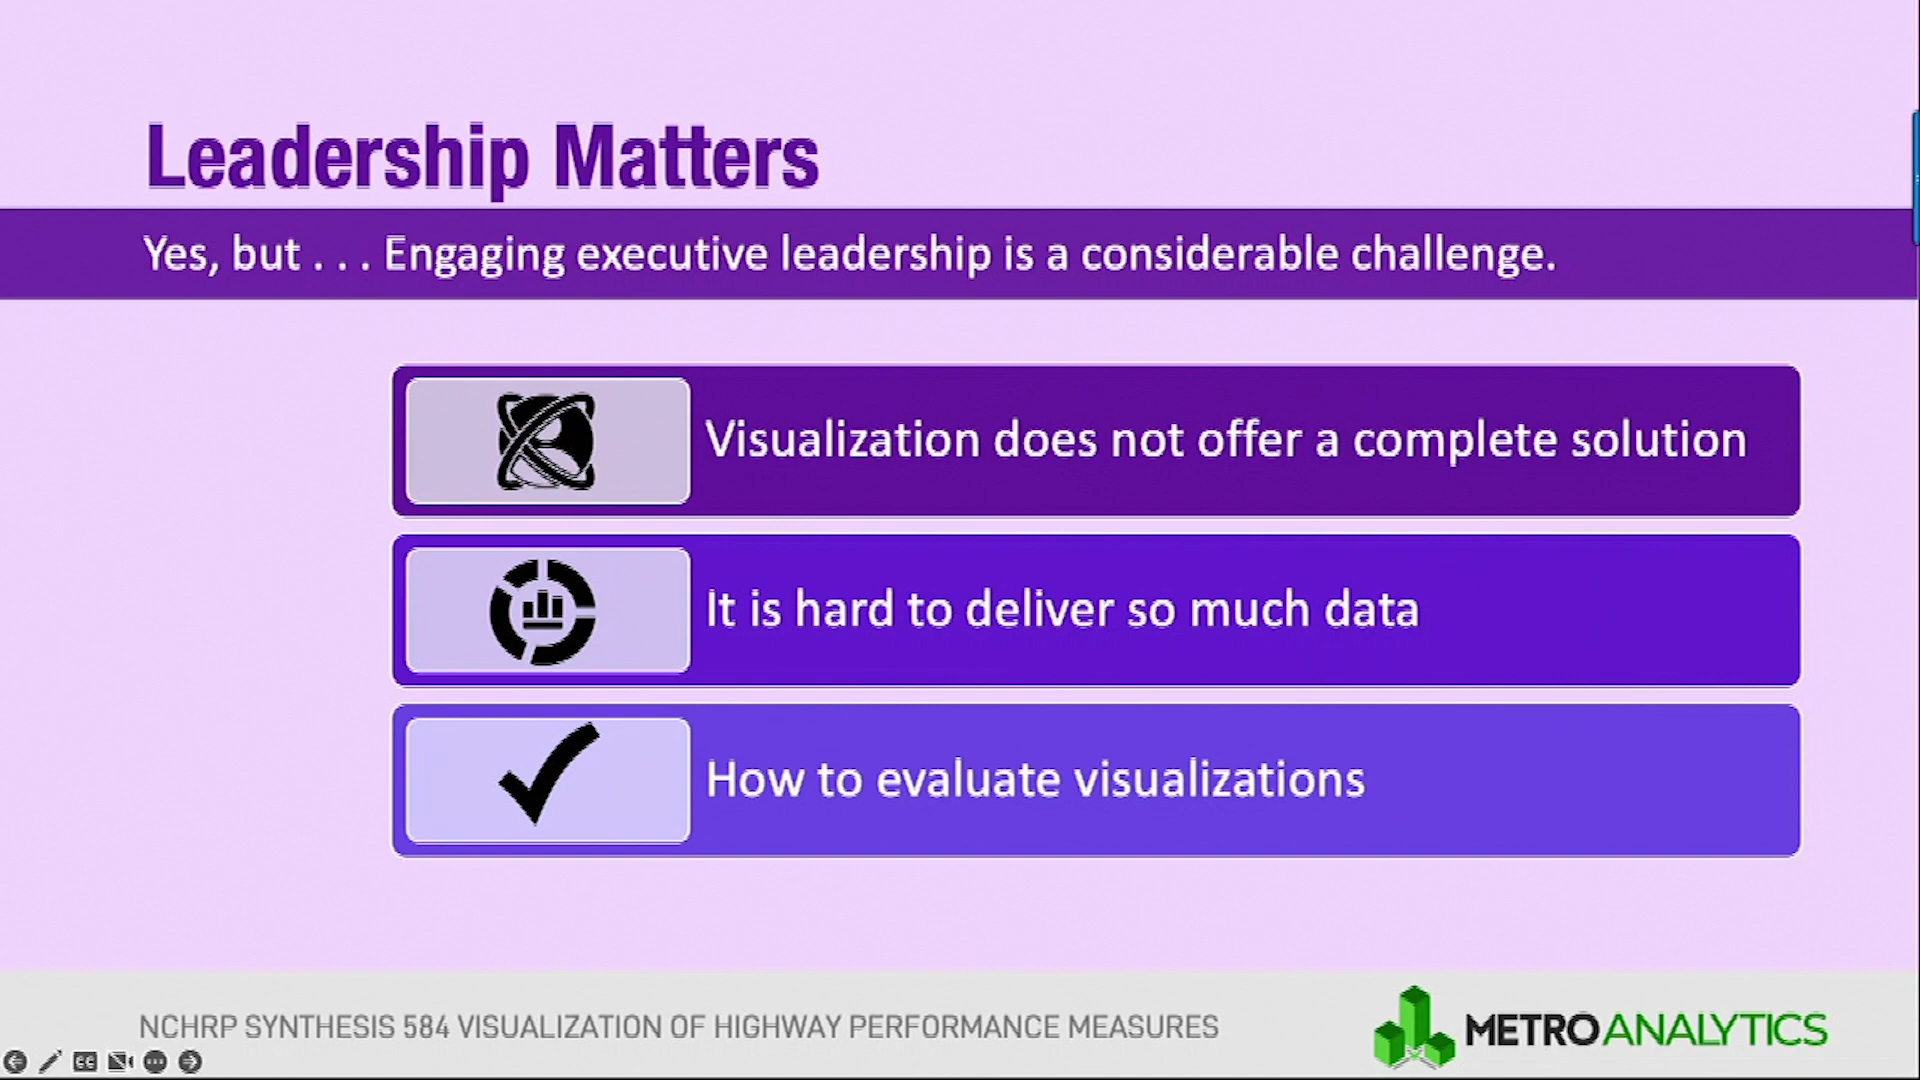 Leadership Matters
Yes, but . . . Engaging executive leadership is a considerable challenge.
Visualization does not offer a complete solution
It is hard to deliver so much data
How to evaluate visualizations
NCHRP SYNTHESIS 584 VISUALIZATION OF HIGHWAY PERFORMANCE MEASURES
METROANALYTICS
CC